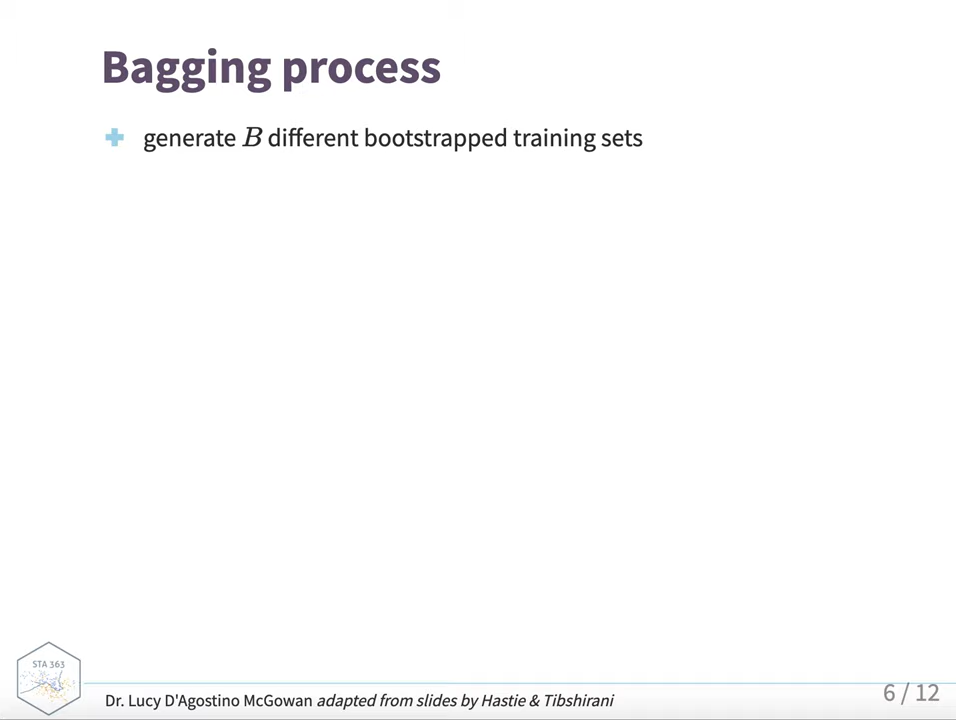 Bagging process
generate B different bootstrapped training sets
STA 363
Dr. Lucy D'Agostino McGowan adapted from slides by Hastie & Tibshirani
6 / 12